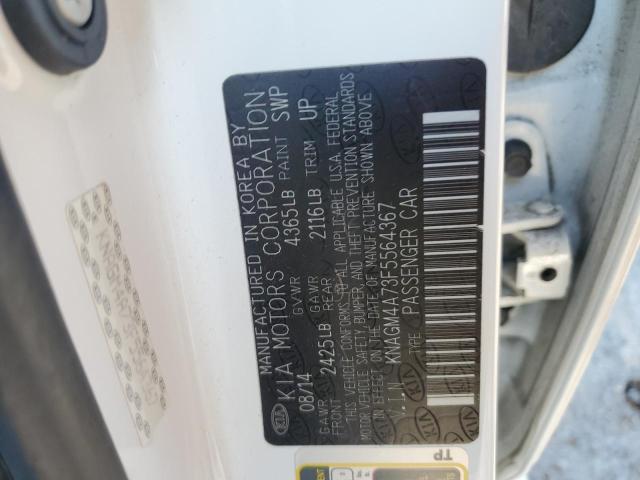 MANUFACTURED IN KOREA BY
KIA KIA MOTORS CORPORATION
08/14 GVWR 4365LB PAINT SWP
GAWR FRONT 2425LB GAWR REAR 2116LB TRIM UP
THIS VEHICLE CONFORMS TO ALL APPLICABLE U.S.A. FEDERAL
MOTOR VEHICLE SAFETY, BUMPER, AND THEFT PREVENTION STANDARDS
IN EFFECT ON THE DATE OF MANUFACTURE SHOWN ABOVE.
V.I.N. KNAGM4A73F5564367
TYPE: PASSENGER CAR
TP